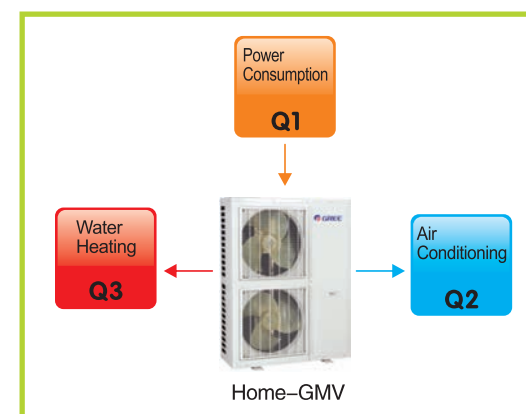 Power
Consumption
Q1
Water
Heating
Q3
GREE
Air
Conditioning
Q2
Home–GMV